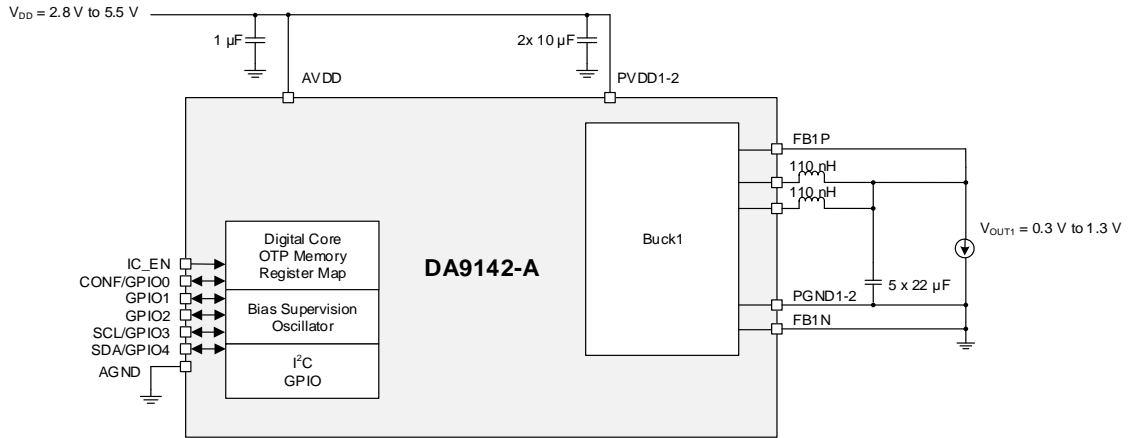 V_DD = 2.8 V to 5.5 V
1 µF
2x 10 µF
AVDD
PVDD1-2
FB1P
110 nH
110 nH
Buck1
V_OUT1 = 0.3 V to 1.3 V
5 x 22 µF
PGND1-2
FB1N
DA9142-A
Digital Core
OTP Memory
Register Map
Bias Supervision
Oscillator
I²C
GPIO
IC_EN
CONF/GPIO0
GPIO1
GPIO2
SCL/GPIO3
SDA/GPIO4
AGND